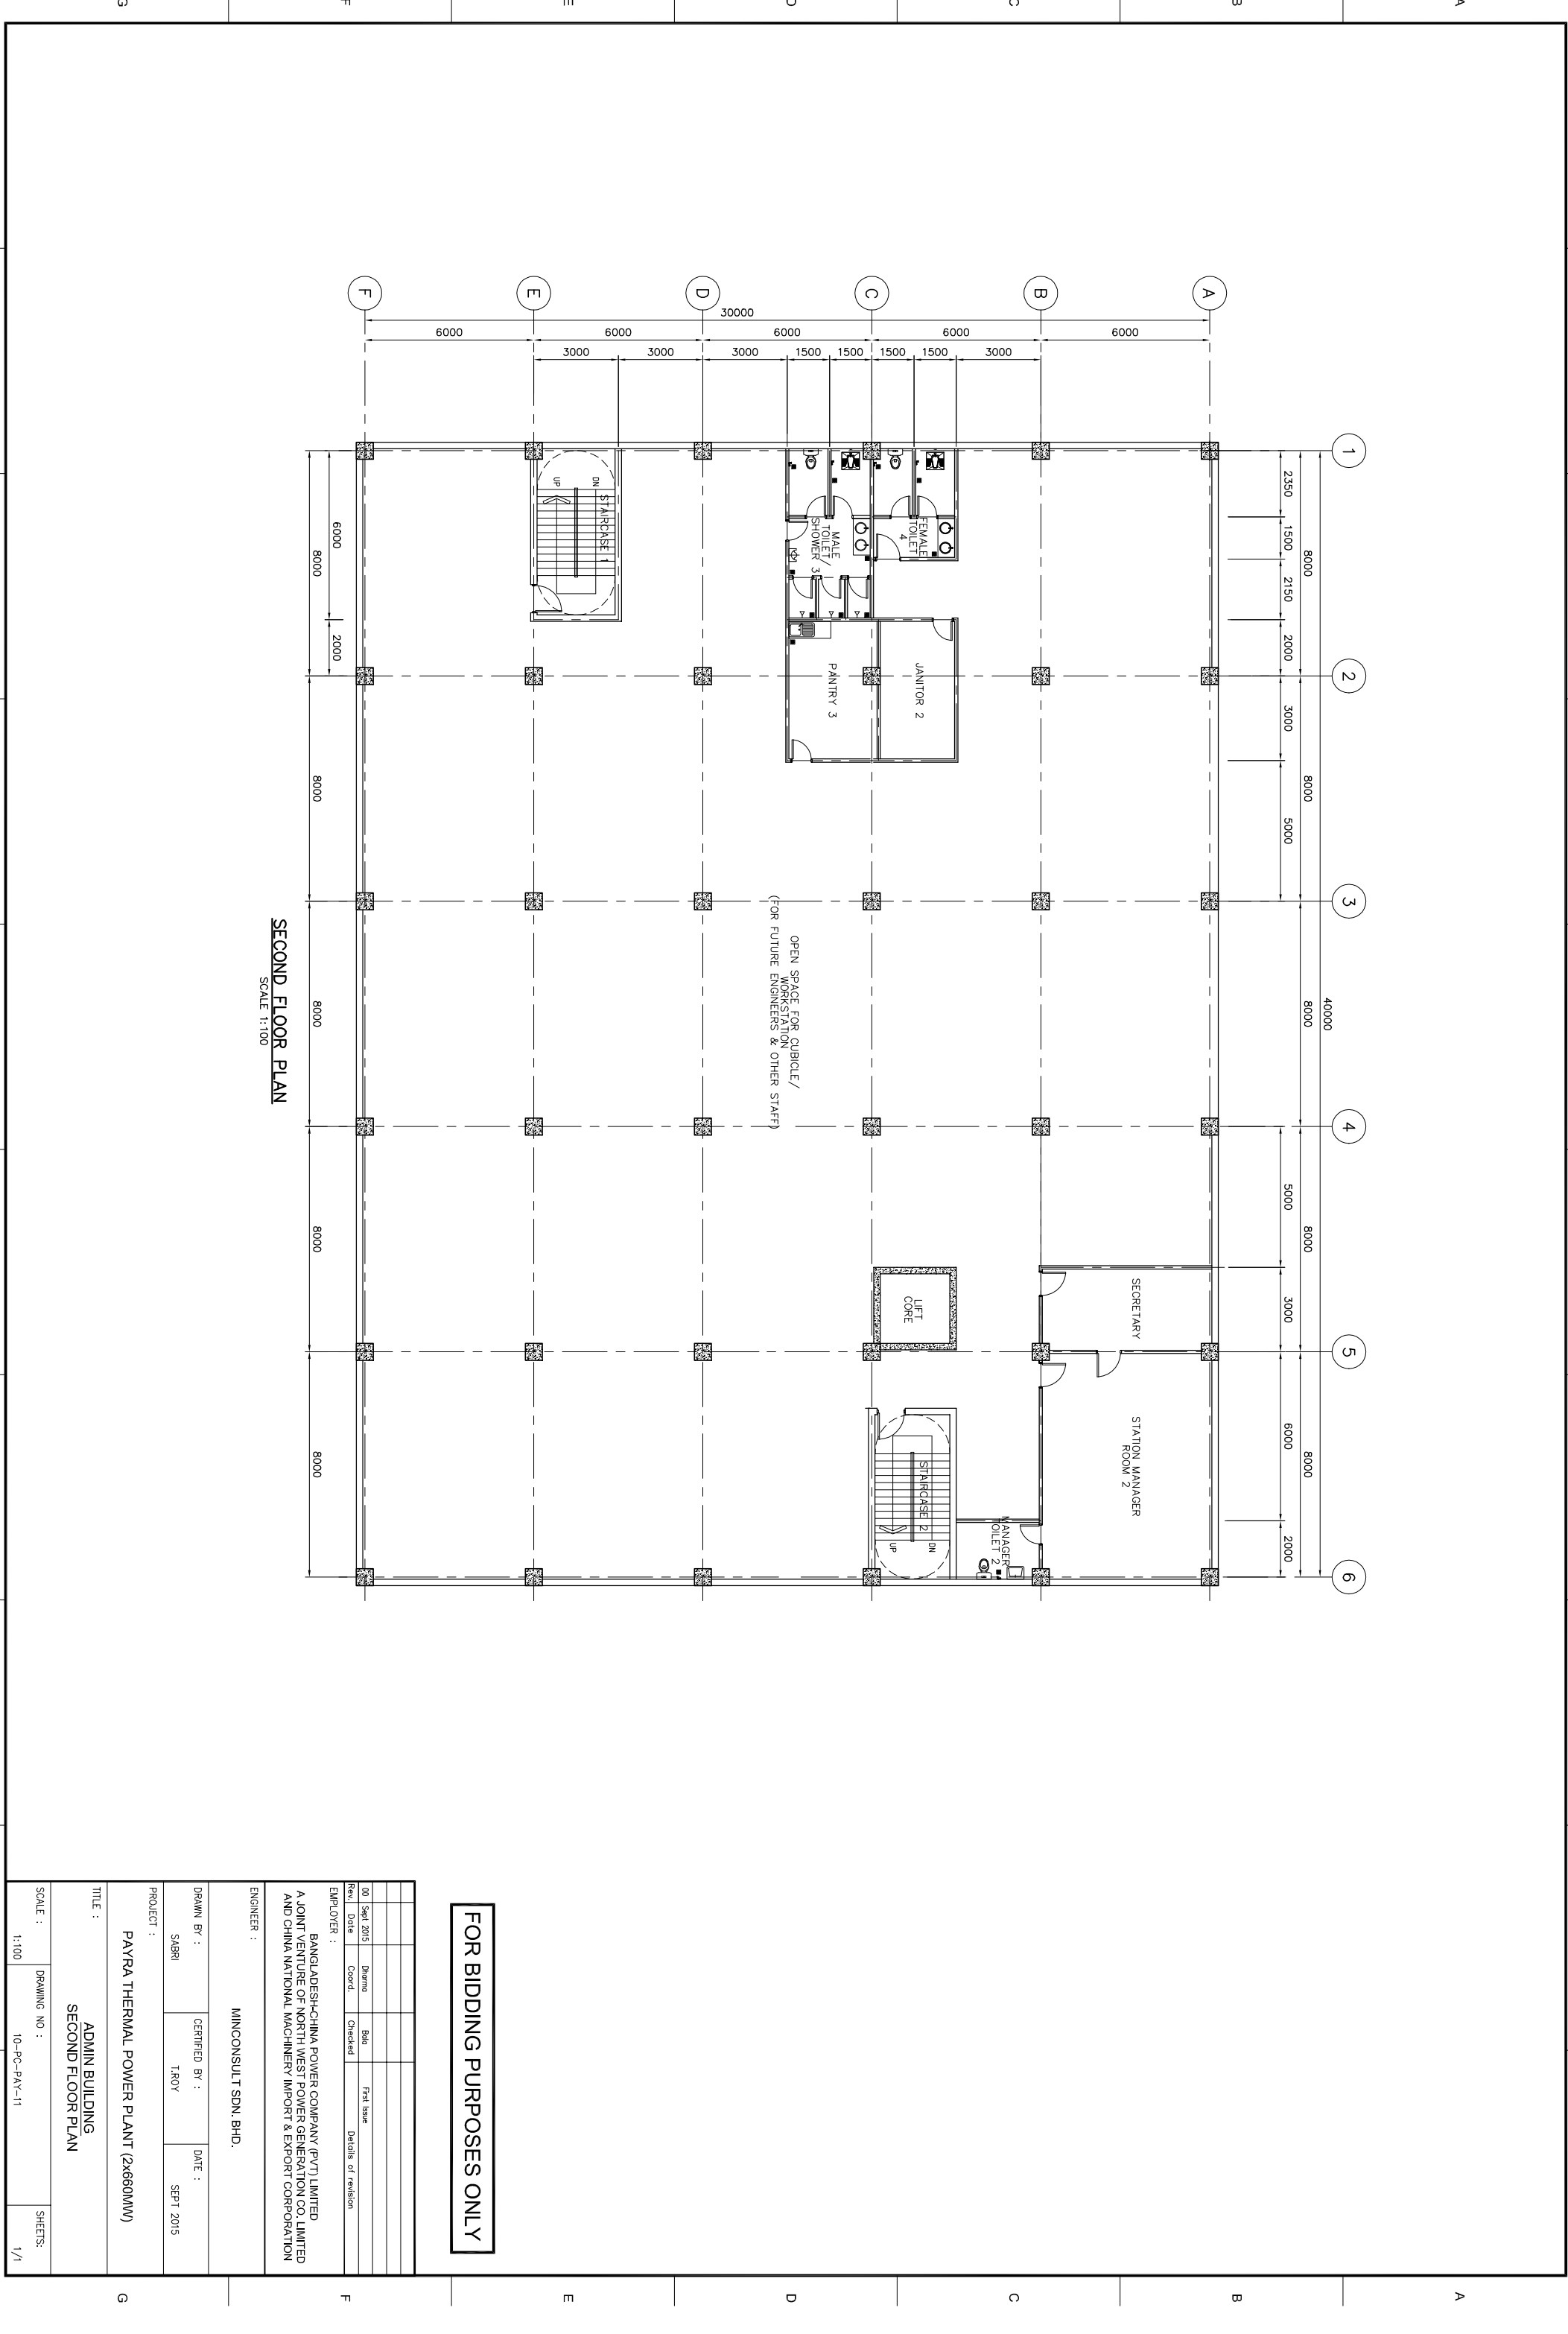 A
B
C
D
E
F
G
1
2
3
4
5
6
40000
8000
8000
8000
8000
8000
2350
1500
2150
2000
3000
5000
5000
3000
6000
2000
A
B
C
D
E
F
30000
6000
6000
6000
6000
6000
3000
1500
1500
1500
1500
3000
3000
3000
SECRETARY
STATION MANAGER
ROOM 2
MANAGER
TOILET 2
FEMALE
TOILET
4
JANITOR 2
LIFT
CORE
STAIRCASE 2
DN
UP
MALE
TOILET/
SHOWER 3
PANTRY 3
OPEN SPACE FOR CUBICLE/
WORKSTATION
(FOR FUTURE ENGINEERS & OTHER STAFF)
STAIRCASE 1
DN
UP
6000
2000
8000
8000
8000
8000
8000
SECOND FLOOR PLAN
SCALE 1:100
FOR BIDDING PURPOSES ONLY
00 Sept 2015 Dharma Bala First Issue
Rev. Date Coord. Checked Details of revision
EMPLOYER :
BANGLADESH-CHINA POWER COMPANY (PVT) LIMITED
A JOINT VENTURE OF NORTH WEST POWER GENERATION CO. LIMITED
AND CHINA NATIONAL MACHINERY IMPORT & EXPORT CORPORATION
ENGINEER :
MINCONSULT SDN. BHD.
DRAWN BY : CERTIFIED BY : DATE :
SABRI T.ROY SEPT 2015
PROJECT :
PAYRA THERMAL POWER PLANT (2x660MW)
TITLE :
ADMIN BUILDING
SECOND FLOOR PLAN
SCALE : DRAWING NO : SHEETS:
1:100 10-PC-PAY-11 1/1
A
B
C
D
E
F
G